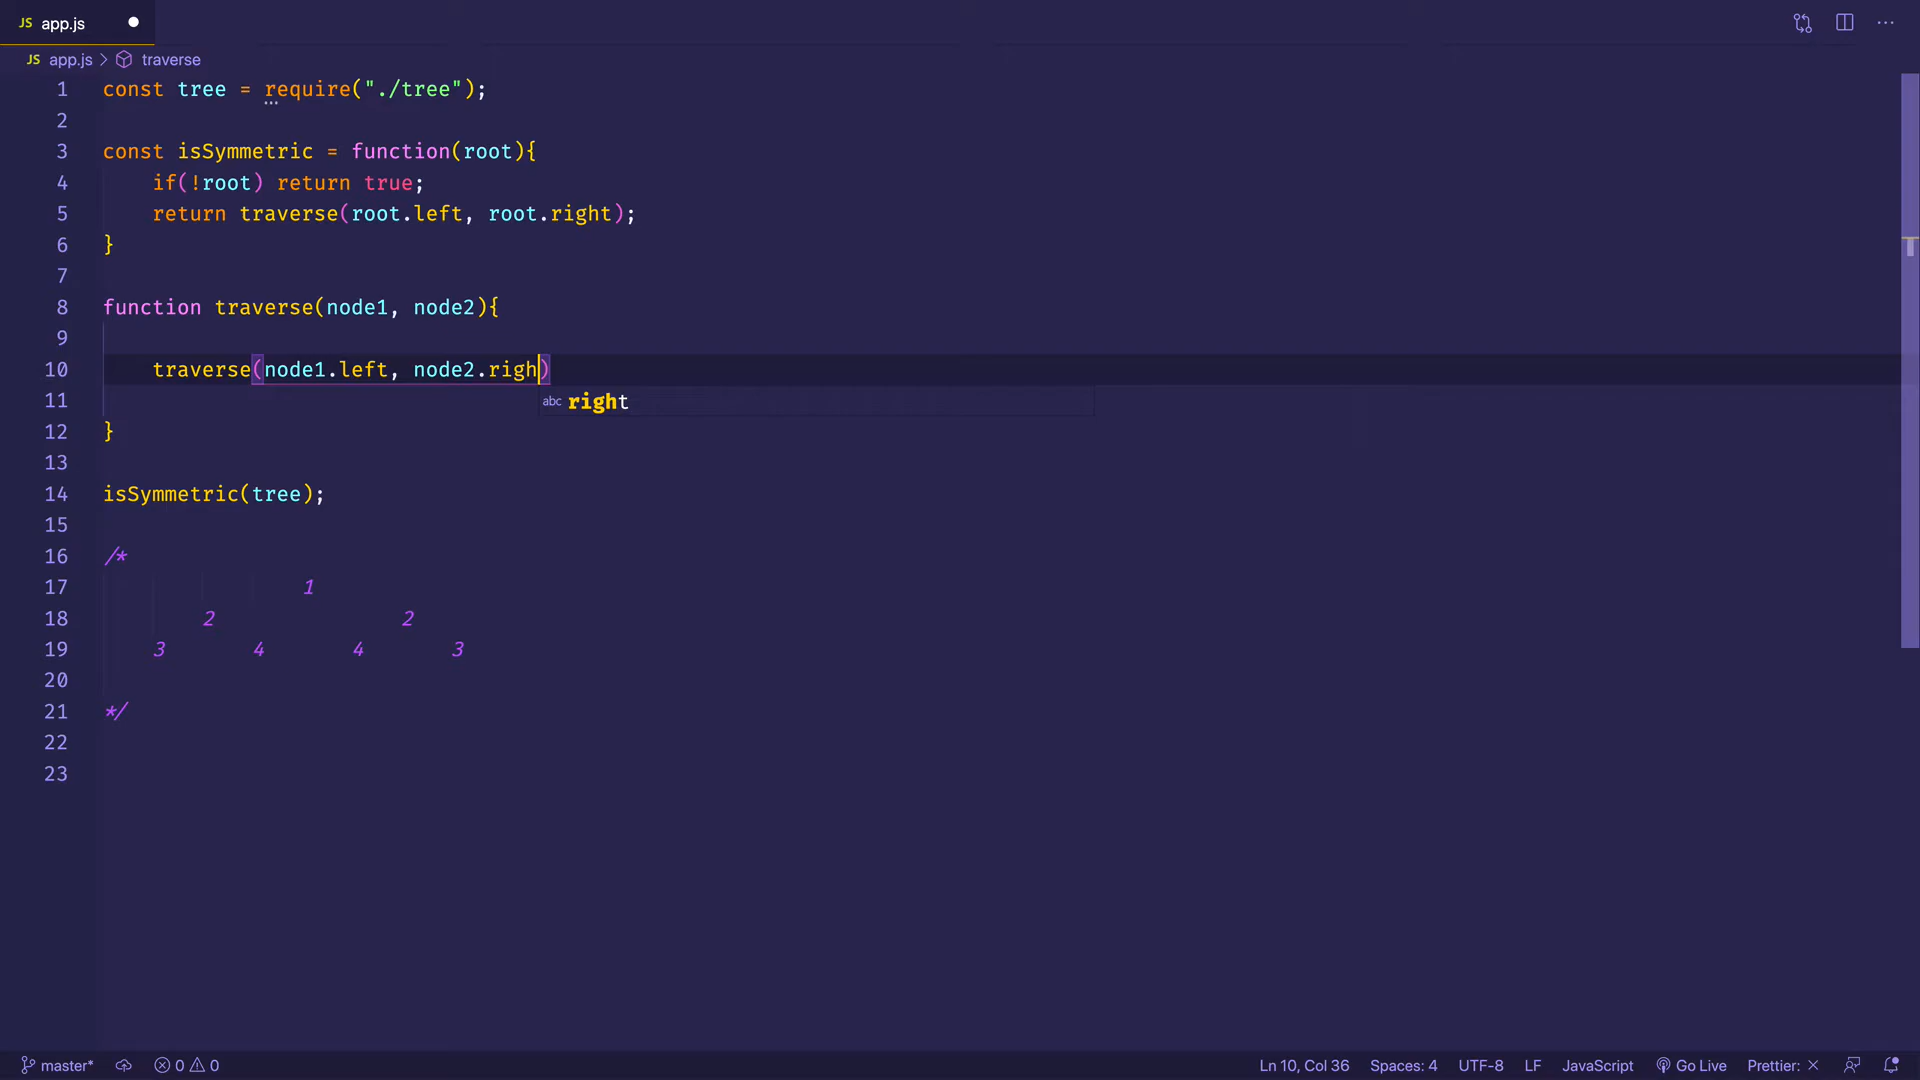 JS app.js
JS app.js > traverse
1 const tree = require("./tree");
2
3 const isSymmetric = function(root){
4 if(!root) return true;
5 return traverse(root.left, root.right);
6 }
7
8 function traverse(node1, node2){
9
10 traverse(node1.left, node2.righ)
abc right
11
12 }
13
14 isSymmetric(tree);
15
16 /*
17 1
18 2 2
19 3 4 4 3
20
21 */
22
23
master* 0 0 Ln 10, Col 36 Spaces: 4 UTF-8 LF JavaScript Go Live Prettier: ×